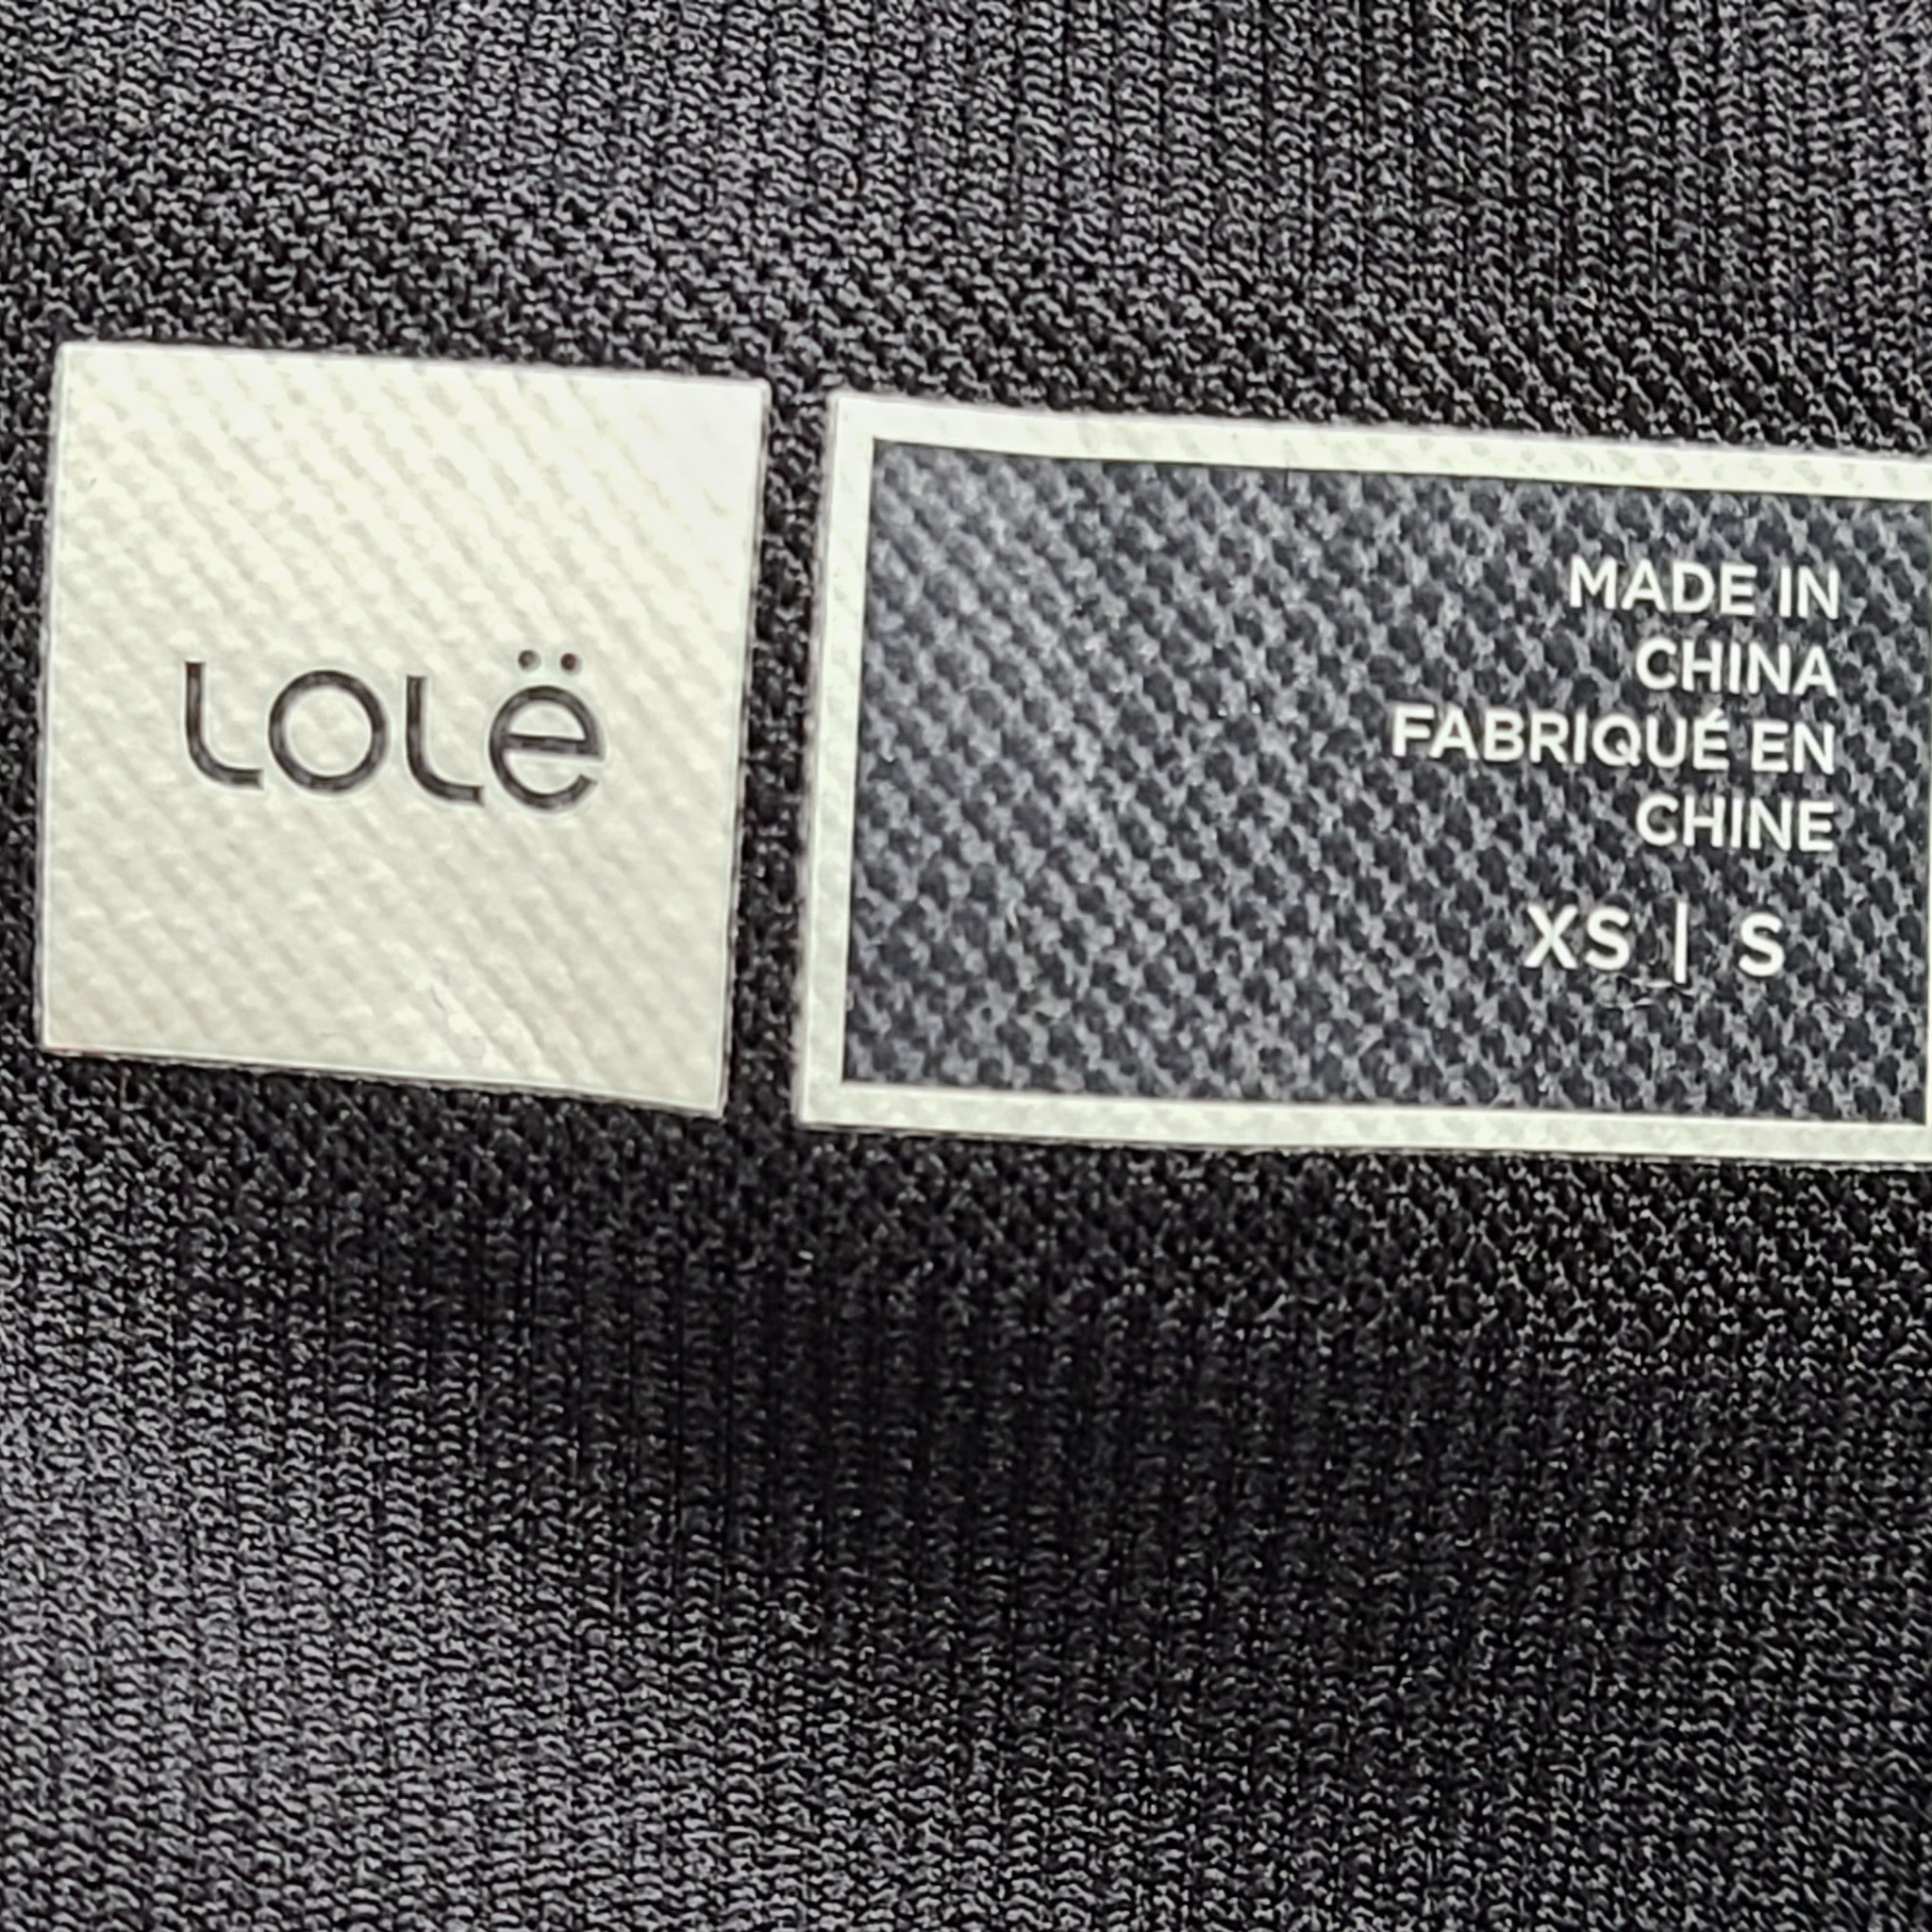 Lolë
MADE IN
CHINA
FABRIQUÉ EN
CHINE
XS | S